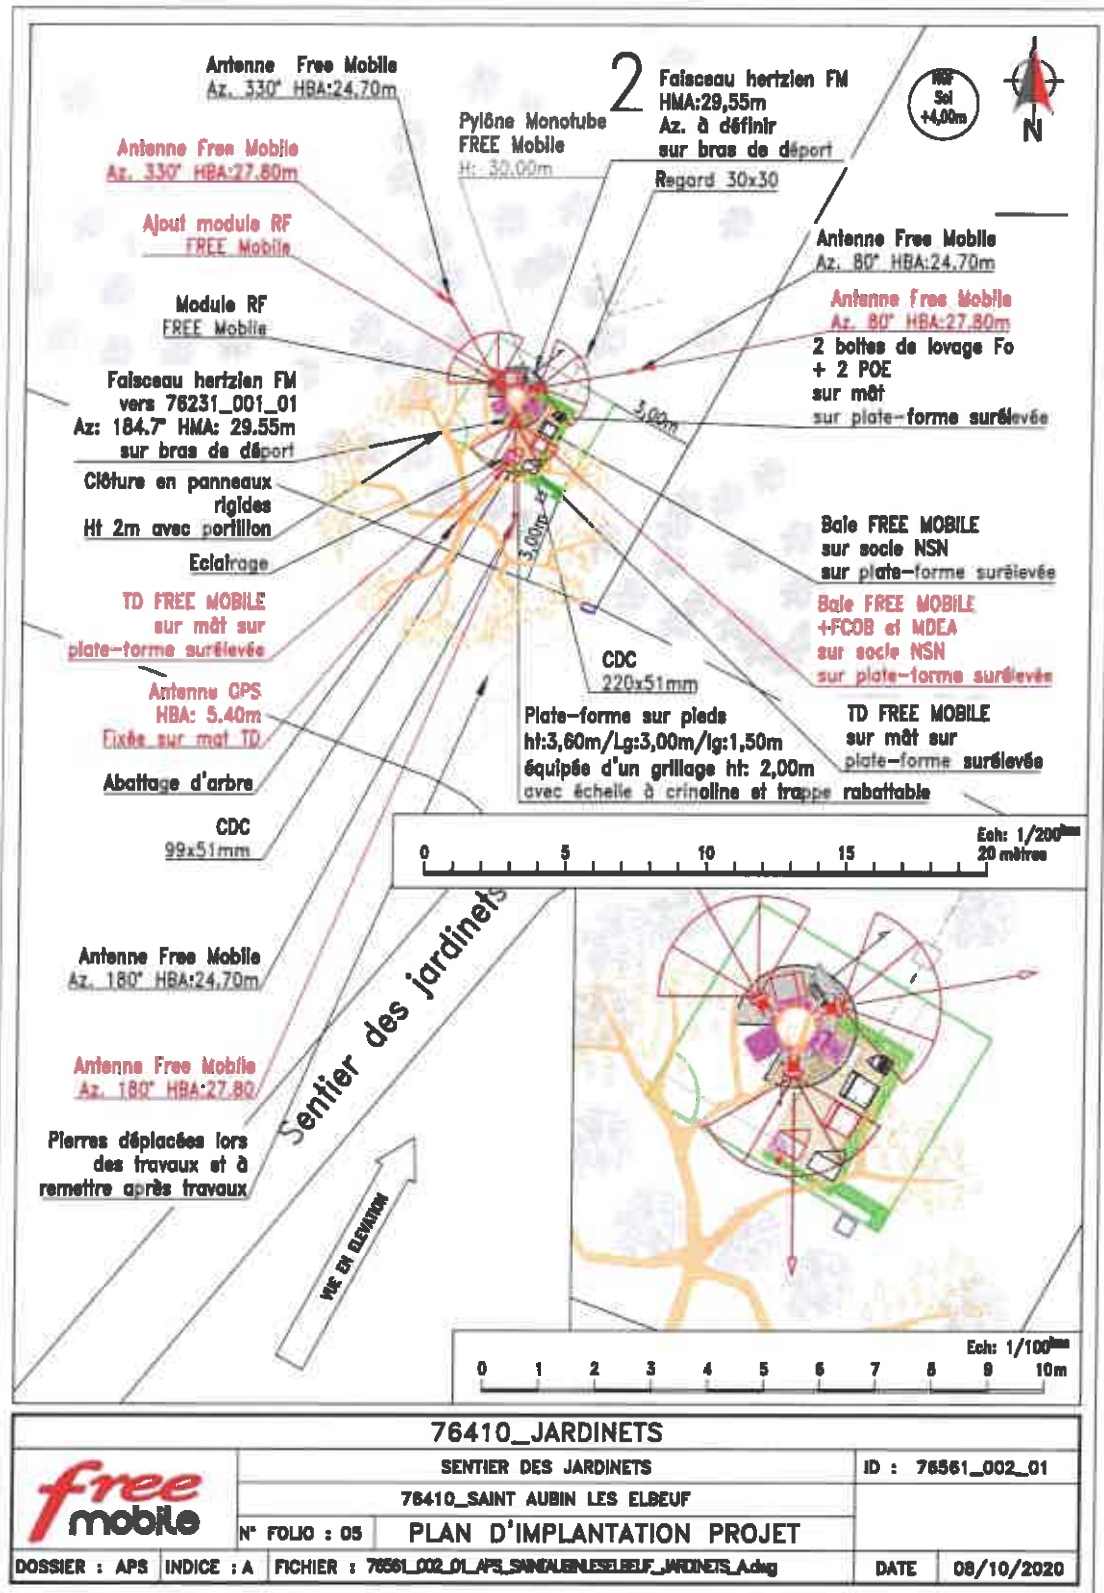 Antenne Free Mobile
Az. 330° HBA:24.70m
Antenne Free Mobile
Az. 330° HBA:27.80m
Ajout module RF
FREE Mobile
Module RF
FREE Mobile
Faisceau hertzien FM
vers 76231_001_01
Az: 184.7° HMA: 29.55m
sur bras de déport
Clôture en panneaux
rigides
Ht 2m avec portillon
Eclairage
TD FREE MOBILE
sur mât sur
plate-forme surélevée
Antenne GPS
HBA: 5.40m
Fixée sur mat TD
Abattage d'arbre
CDC
99x51mm
Antenne Free Mobile
Az. 180° HBA:24.70m
Antenne Free Mobile
Az. 180° HBA:27.80
Pierres déplacées lors
des travaux et à
remettre après travaux
Pylône Monotube
FREE Mobile
H: 30.00m
2
Faisceau hertzien FM
HMA:29,55m
Az. à définir
sur bras de déport
Regard 30x30
NGF
Sol
+4,00m
N
Antenne Free Mobile
Az. 80° HBA:24.70m
Antenne free Mobile
Az. 80° HBA:27.80m
2 boites de lovage Fo
+ 2 POE
sur mât
sur plate-forme surélevée
3,00m
3,00m
Baie FREE MOBILE
sur socle NSN
sur plate-forme surélevée
Baie FREE MOBILE
+FCOB et MDEA
sur socle NSN
sur plate-forme surélevée
CDC
220x51mm
TD FREE MOBILE
sur mât sur
plate-forme surélevée
Plate-forme sur pieds
ht:3,60m/Lg:3,00m/lg:1,50m
équipée d'un grillage ht: 2,00m
avec échelle à crinoline et trappe rabattable
Ech: 1/200ème
0 5 10 15 20 mètres
Sentier des jardinets
VUE EN ELEVATION
Ech: 1/100ème
0 1 2 3 4 5 6 7 8 9 10m
76410_JARDINETS
free
mobile
SENTIER DES JARDINETS
ID : 76561_002_01
76410_SAINT AUBIN LES ELBEUF
N° FOLIO : 05
PLAN D'IMPLANTATION PROJET
DOSSIER : APS
INDICE : A
FICHIER : 76561_002_01_APS_SAINTAUBINLESELBEUF_JARDINETS_A.dwg
DATE
08/10/2020